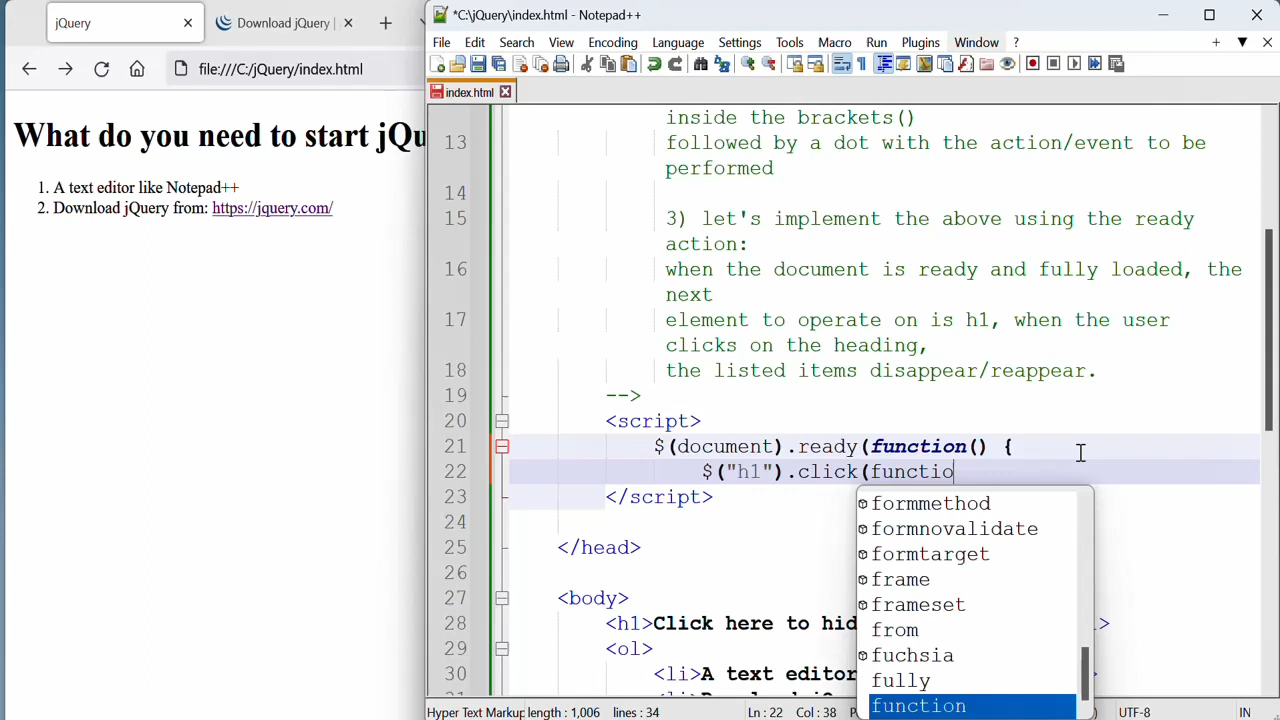 jQuery
Download jQuery |
*C:\jQuery\index.html - Notepad++
File Edit Search View Encoding Language Settings Tools Macro Run Plugins Window ?
file:///C:/jQuery/index.html
index.html
What do you need to start jQu
1. A text editor like Notepad++
2. Download jQuery from: https://jquery.com/
inside the brackets()
13 followed by a dot with the action/event to be
performed
14
15 3) let's implement the above using the ready
action:
16 when the document is ready and fully loaded, the
next
17 element to operate on is h1, when the user
clicks on the heading,
18 the listed items disappear/reappear.
19 -->
20 <script>
21 $(document).ready(function() {
22 $("h1").click(functio
23 </script>
24
25 </head>
26
27 <body>
28 <h1>Click here to hid
29 <ol>
30 <li>A text editor
formmethod
formnovalidate
formtarget
frame
frameset
from
fuchsia
fully
function
Hyper Text Markup length : 1,006 lines : 34 Ln : 22 Col : 38 UTF-8 IN